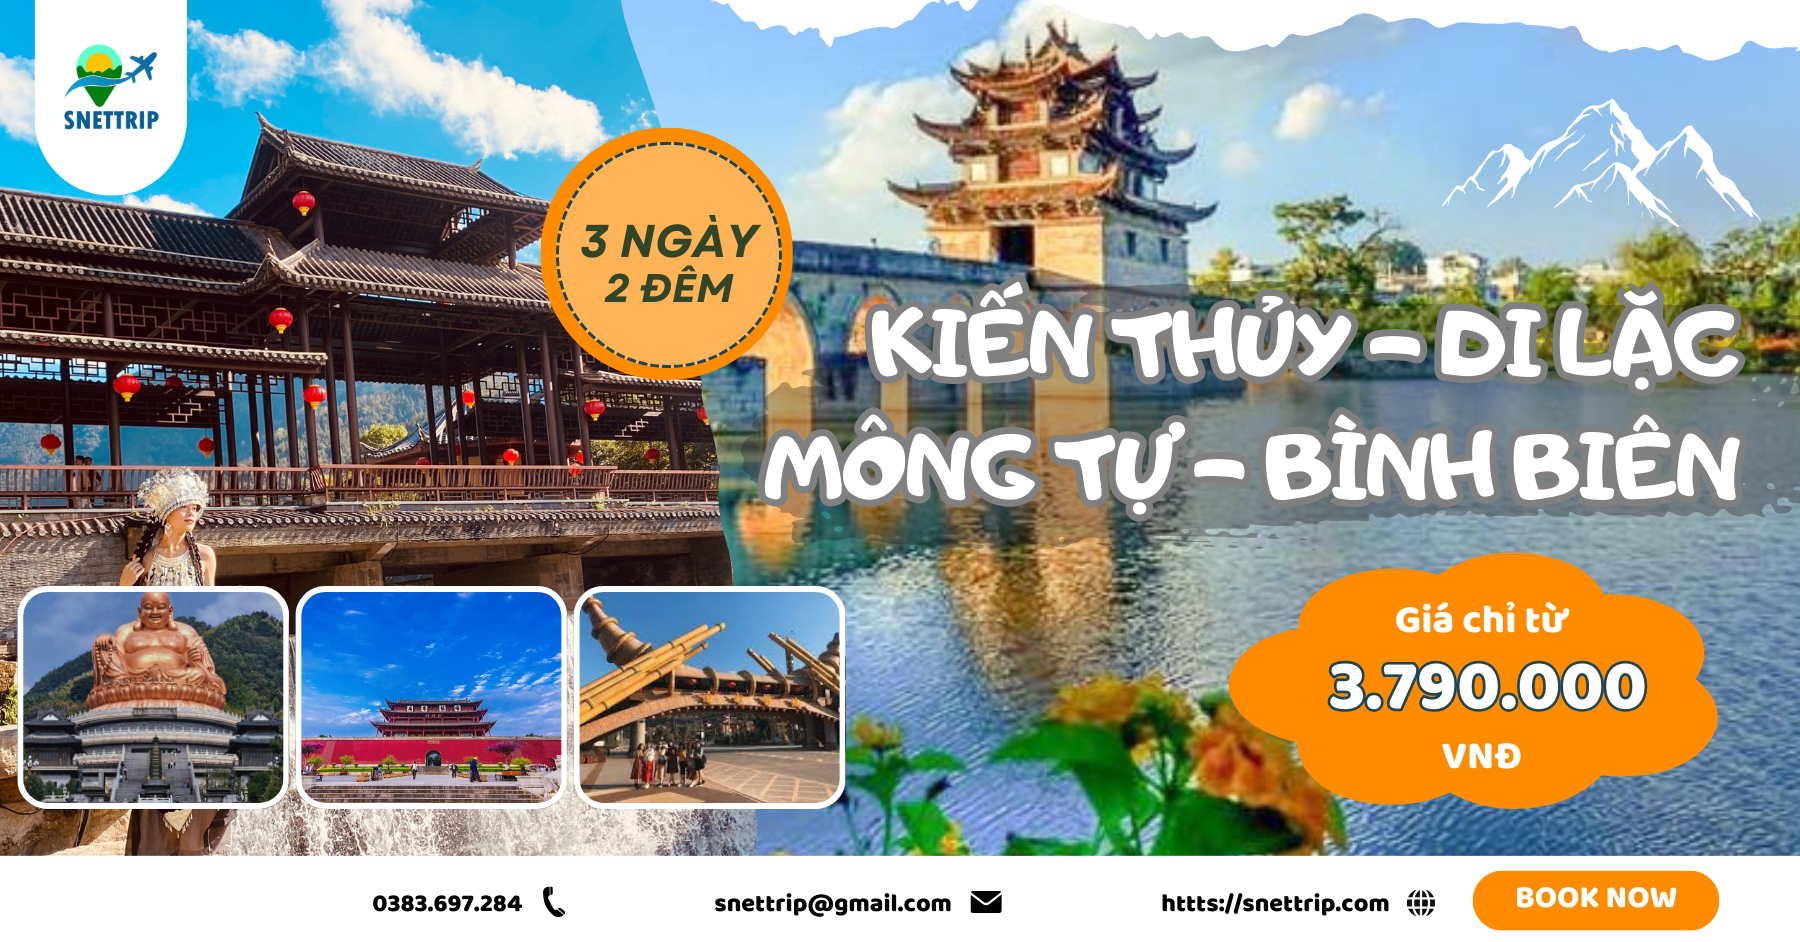 SNETTRIP
3 NGÀY
2 ĐÊM
KIẾN THỦY - DI LẶC
MÔNG TỰ - BÌNH BIÊN
Giá chỉ từ
3.790.000
VNĐ
0383.697.284
snettrip@gmail.com
httts://snettrip.com
BOOK NOW